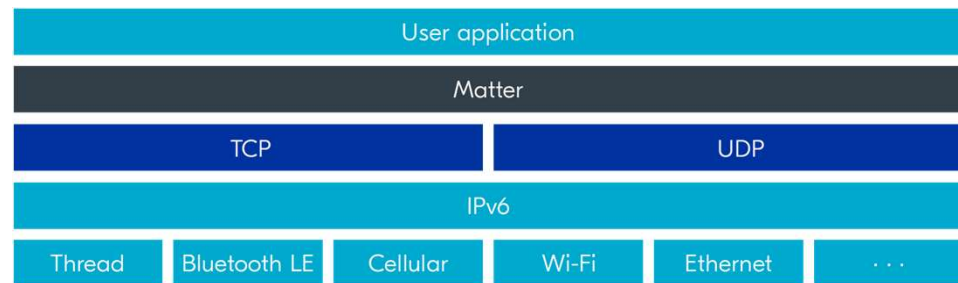 User application
Matter
TCP UDP
IPv6
Thread Bluetooth LE Cellular Wi-Fi Ethernet . . .